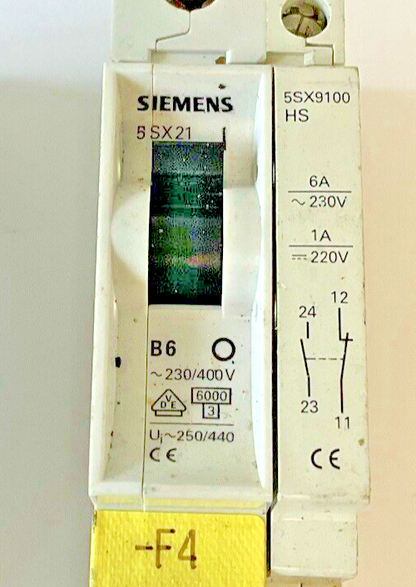 SIEMENS
5SX21
I
B6 O
~230/400V
VDE 6000
3
Ui~250/440
CE
-F4
5SX9100
HS
6A
~230V
1A
⎓220V
24 12
23 11
CE